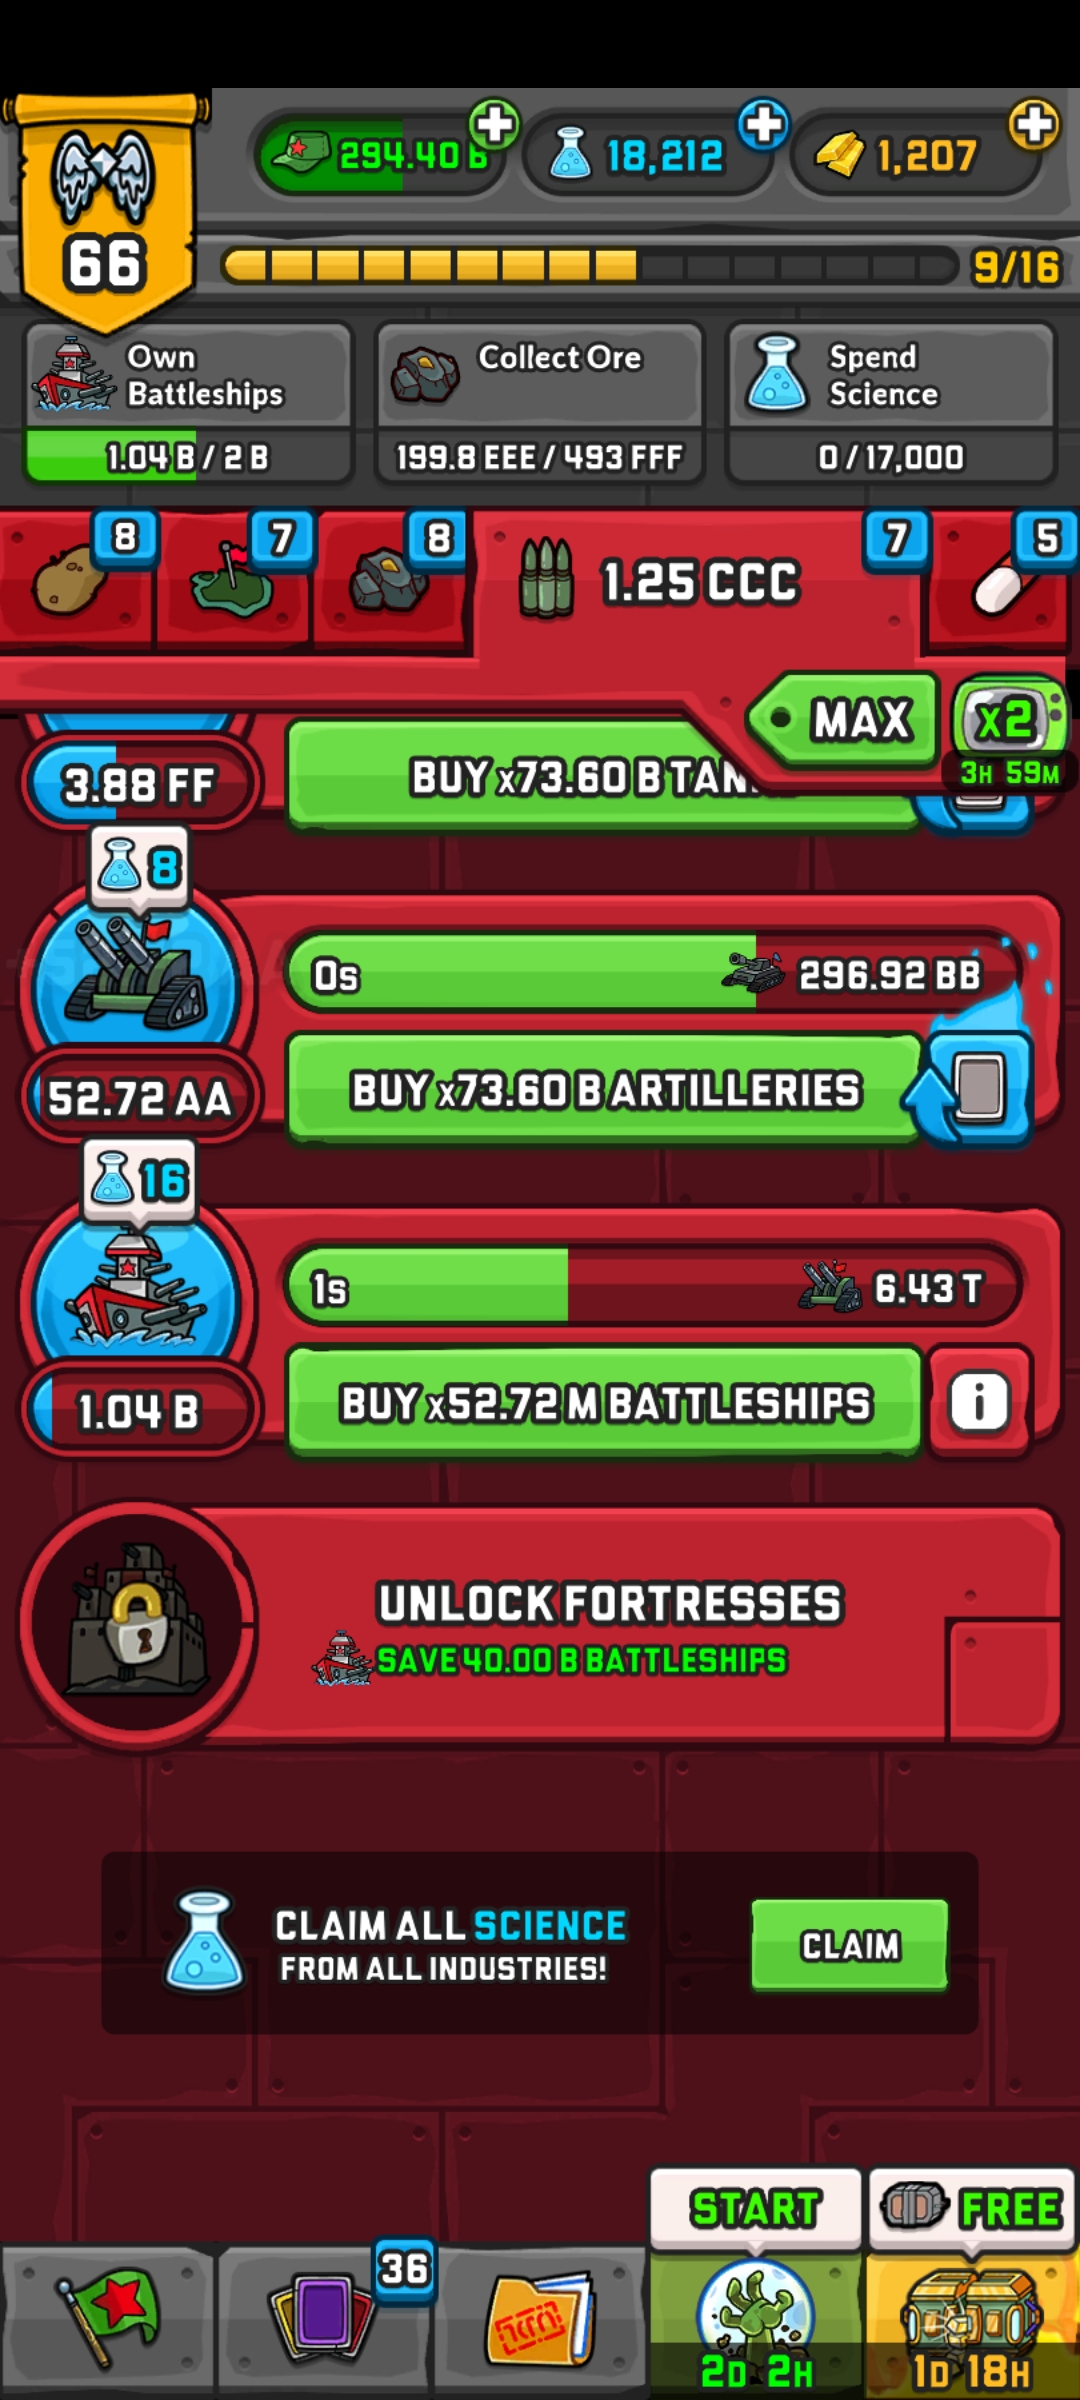 294.40 B
18,212
1,207
66
9/16
Own
Battleships
1.04 B / 2 B
Collect Ore
199.8 EEE / 493 FFF
Spend
Science
0 / 17,000
8
7
8
1.25 CCC
7
5
MAX
x2
3H 59M
3.88 FF
BUY x73.60 B TAN
8
0s
296.92 BB
52.72 AA
BUY x73.60 B ARTILLERIES
16
1s
6.43 T
1.04 B
BUY x52.72 M BATTLESHIPS
i
UNLOCK FORTRESSES
SAVE 40.00 B BATTLESHIPS
CLAIM ALL SCIENCE
FROM ALL INDUSTRIES!
CLAIM
START
FREE
36
2D 2H
1D 18H